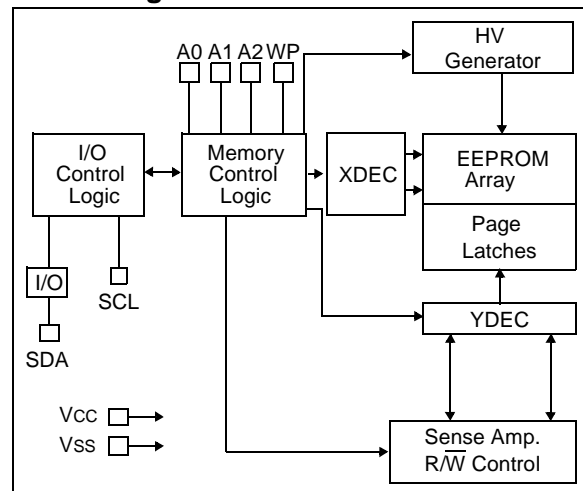 A0 A1 A2 WP
HV
Generator
I/O
Control
Logic
Memory
Control
Logic
XDEC
EEPROM
Array
Page
Latches
I/O
SCL
SDA
YDEC
VCC
VSS
Sense Amp.
R/W̅ Control